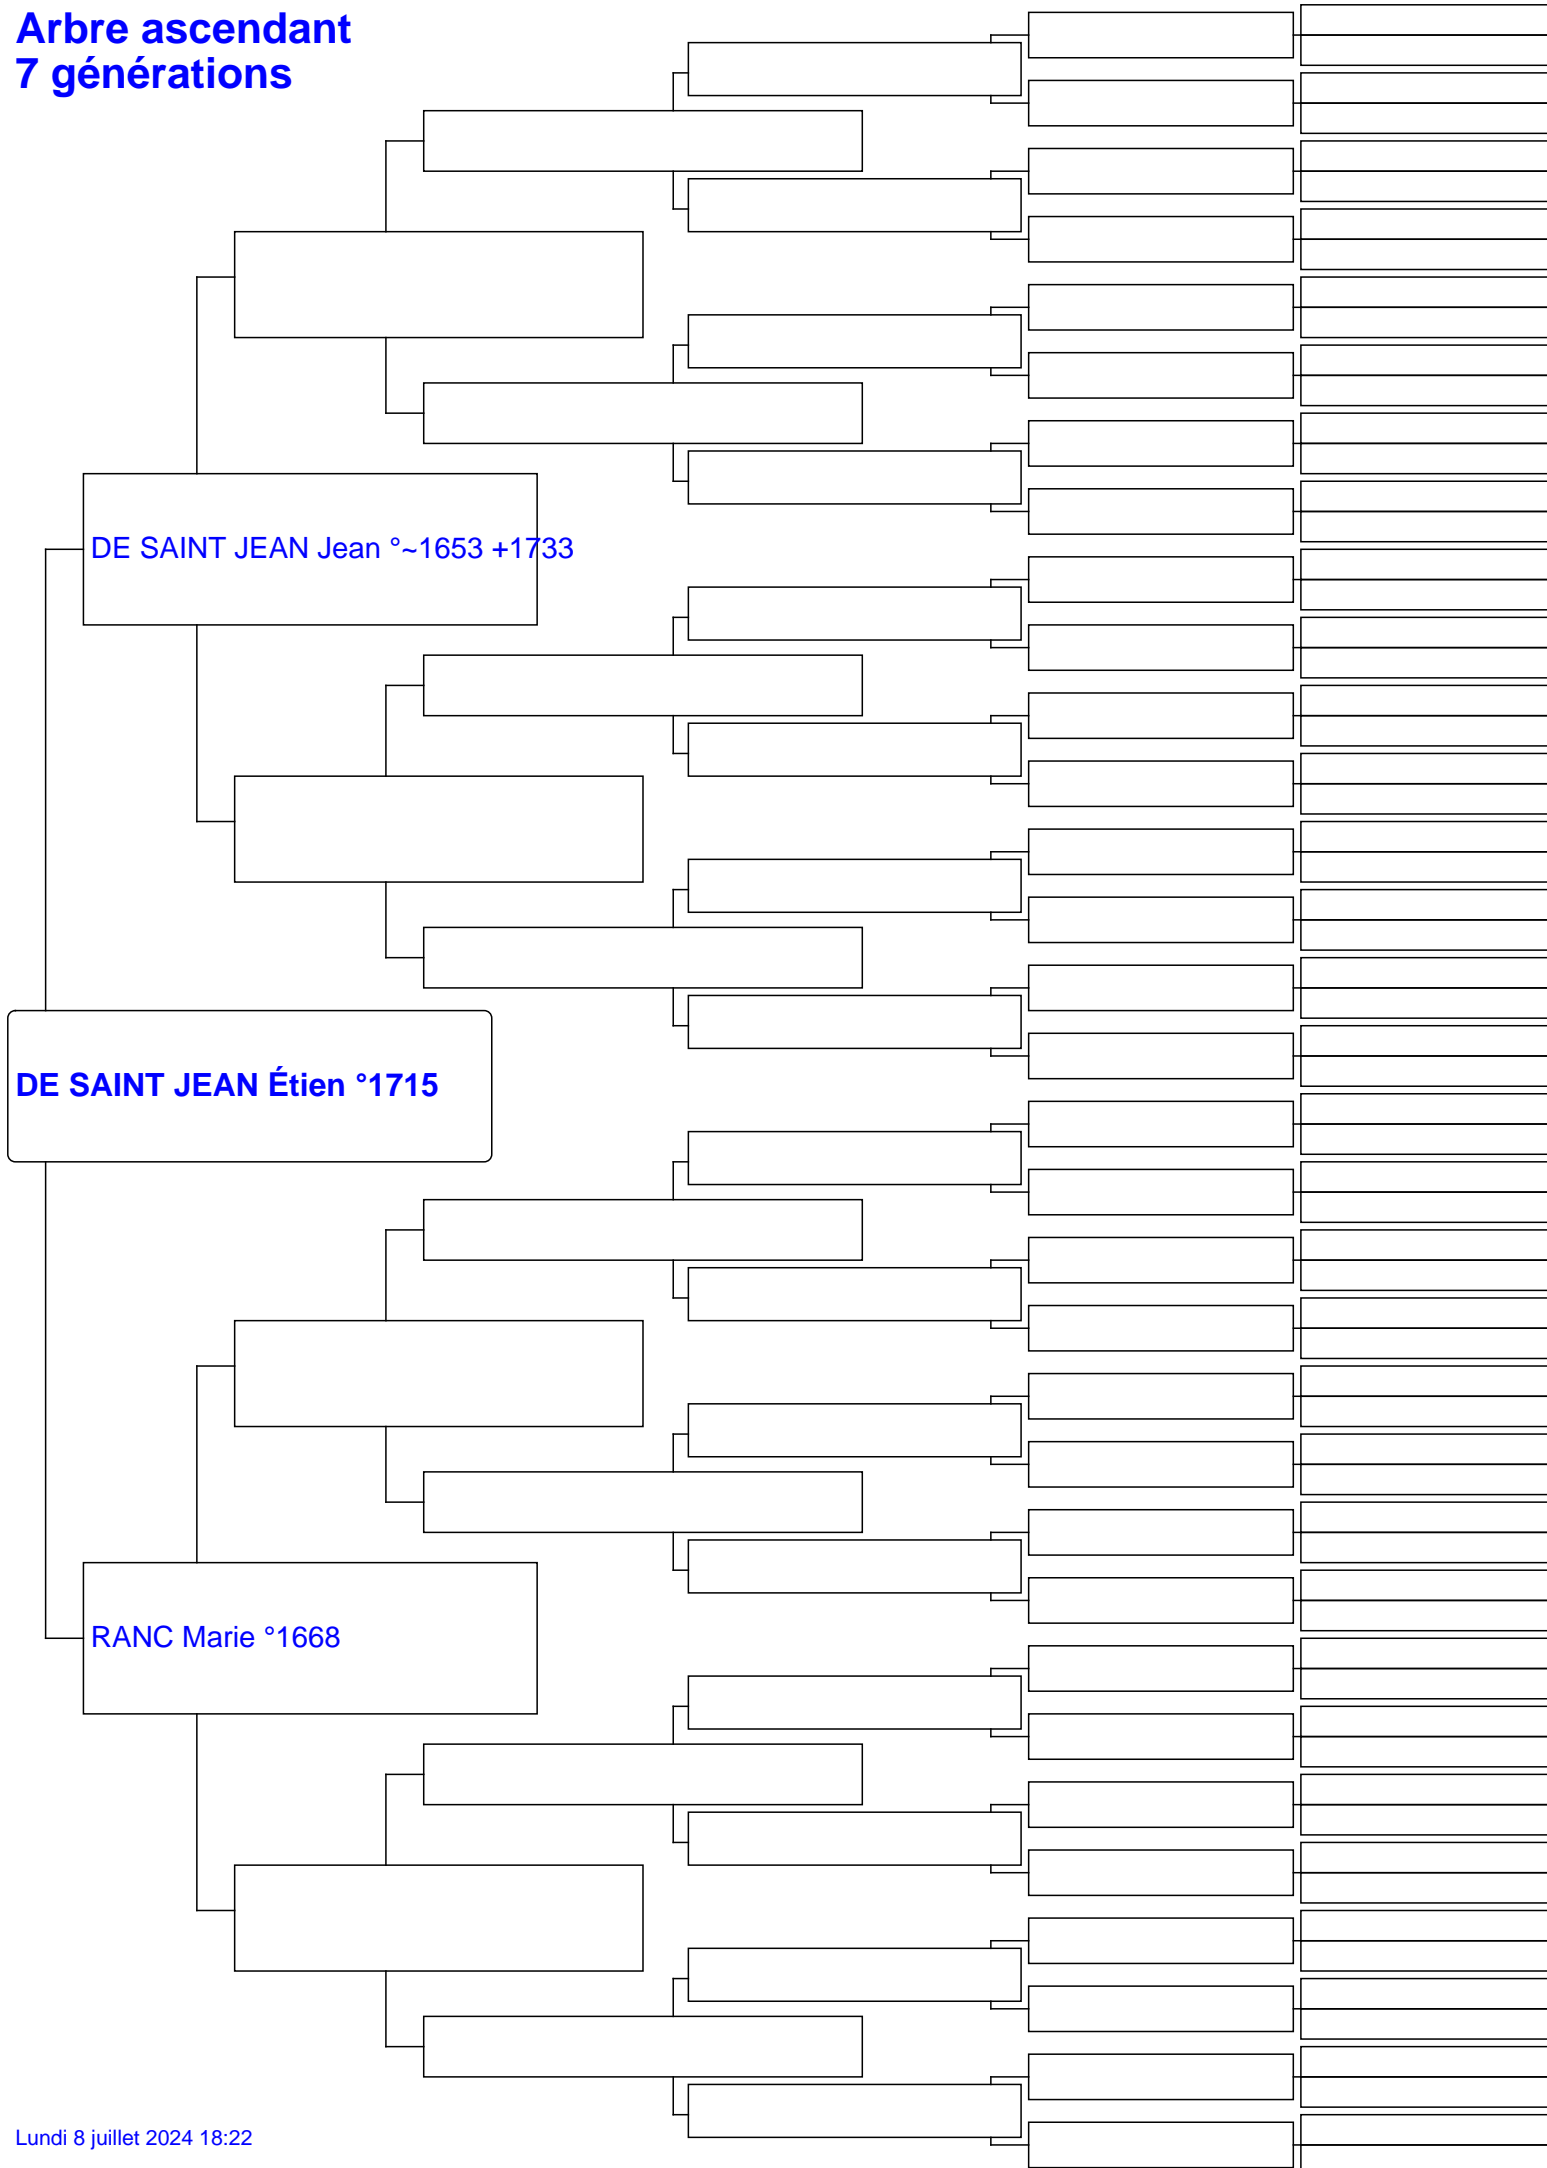 Arbre ascendant
7 générations
DE SAINT JEAN Jean °~1653 +1733
DE SAINT JEAN Étien °1715
RANC Marie °1668
Lundi 8 juillet 2024 18:22